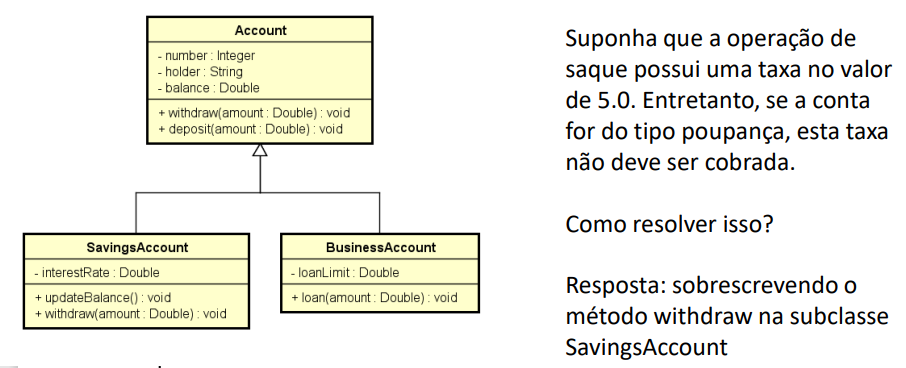 Account
- number : Integer
- holder : String
- balance : Double
+ withdraw(amount : Double) : void
+ deposit(amount : Double) : void
SavingsAccount
- interestRate : Double
+ updateBalance() : void
+ withdraw(amount : Double) : void
BusinessAccount
- loanLimit : Double
+ loan(amount : Double) : void
Suponha que a operação de
saque possui uma taxa no valor
de 5.0. Entretanto, se a conta
for do tipo poupança, esta taxa
não deve ser cobrada.
Como resolver isso?
Resposta: sobrescrevendo o
método withdraw na subclasse
SavingsAccount